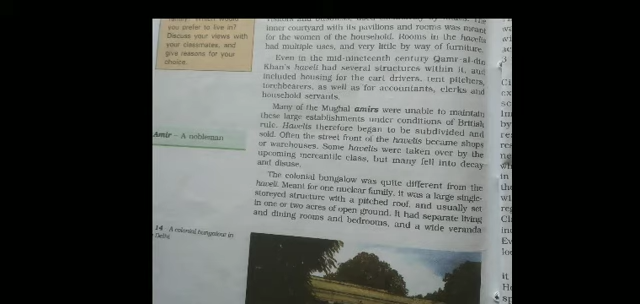 you prefer to live in?
Discuss your views with
your classmates, and
give reasons for your
choice.
inner courtyard with its pavilions and rooms was meant
for the women of the household. Rooms in the haveli
had multiple uses, and very little by way of furniture.
Even in the mid-nineteenth century Qamr-al-din
Khan's haveli had several structures within it, and
included housing for the cart drivers, tent pitchers,
torchbearers, as well as for accountants, clerks and
household servants.
Many of the Mughal amirs were unable to maintain
these large establishments under conditions of British
rule. Havelis therefore began to be subdivided and
sold. Often the street front of the havelis became shops
or warehouses. Some havelis were taken over by the
upcoming mercantile class, but many fell into decay
and disuse.
The colonial bungalow was quite different from the
haveli. Meant for one nuclear family, it was a large single-
storeyed structure with a pitched roof, and usually set
in one or two acres of open ground. It had separate living
and dining rooms and bedrooms, and a wide veranda
Amir – A nobleman
14 A colonial bungalow in
Delhi